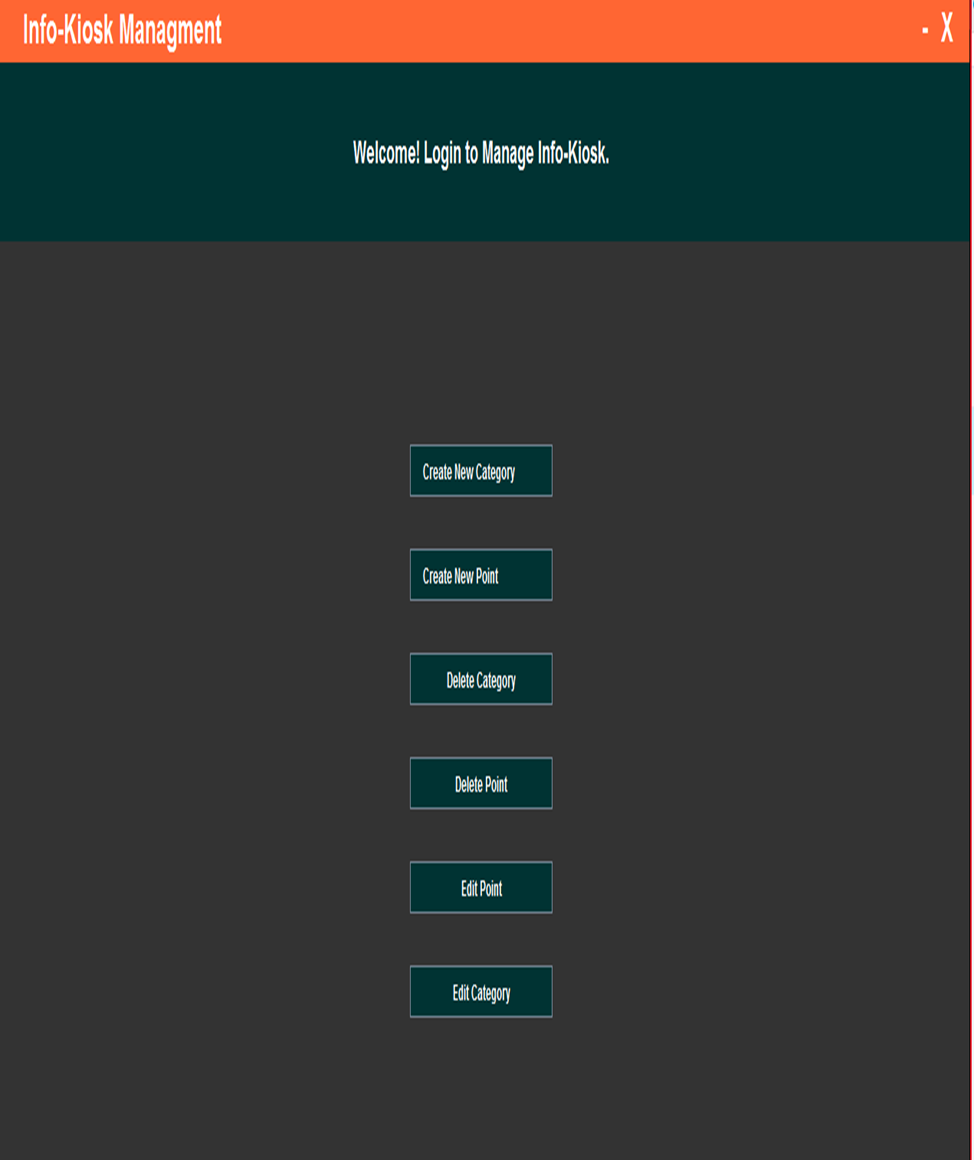 Info-Kiosk Managment - X
Welcome! Login to Manage Info-Kiosk.
Create New Category
Create New Point
Delete Category
Delete Point
Edit Point
Edit Category